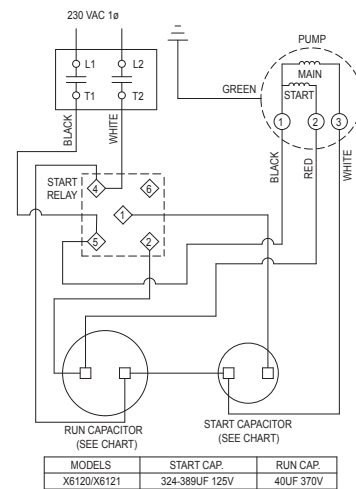 230 VAC 1ø
L1
L2
T1
T2
BLACK
WHITE
GREEN
PUMP
MAIN
START
1
2
3
BLACK
RED
WHITE
START
RELAY
4
6
1
5
2
RUN CAPACITOR
(SEE CHART)
START CAPACITOR
(SEE CHART)
MODELS START CAP. RUN CAP.
X6120/X6121 324-389UF 125V 40UF 370V